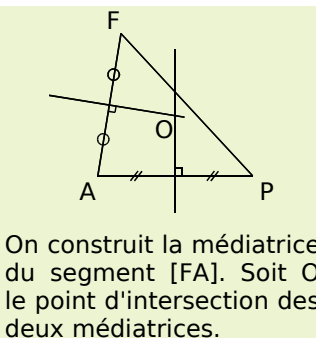 F
O
A
P
On construit la médiatrice
du segment [FA]. Soit O
le point d'intersection des
deux médiatrices.